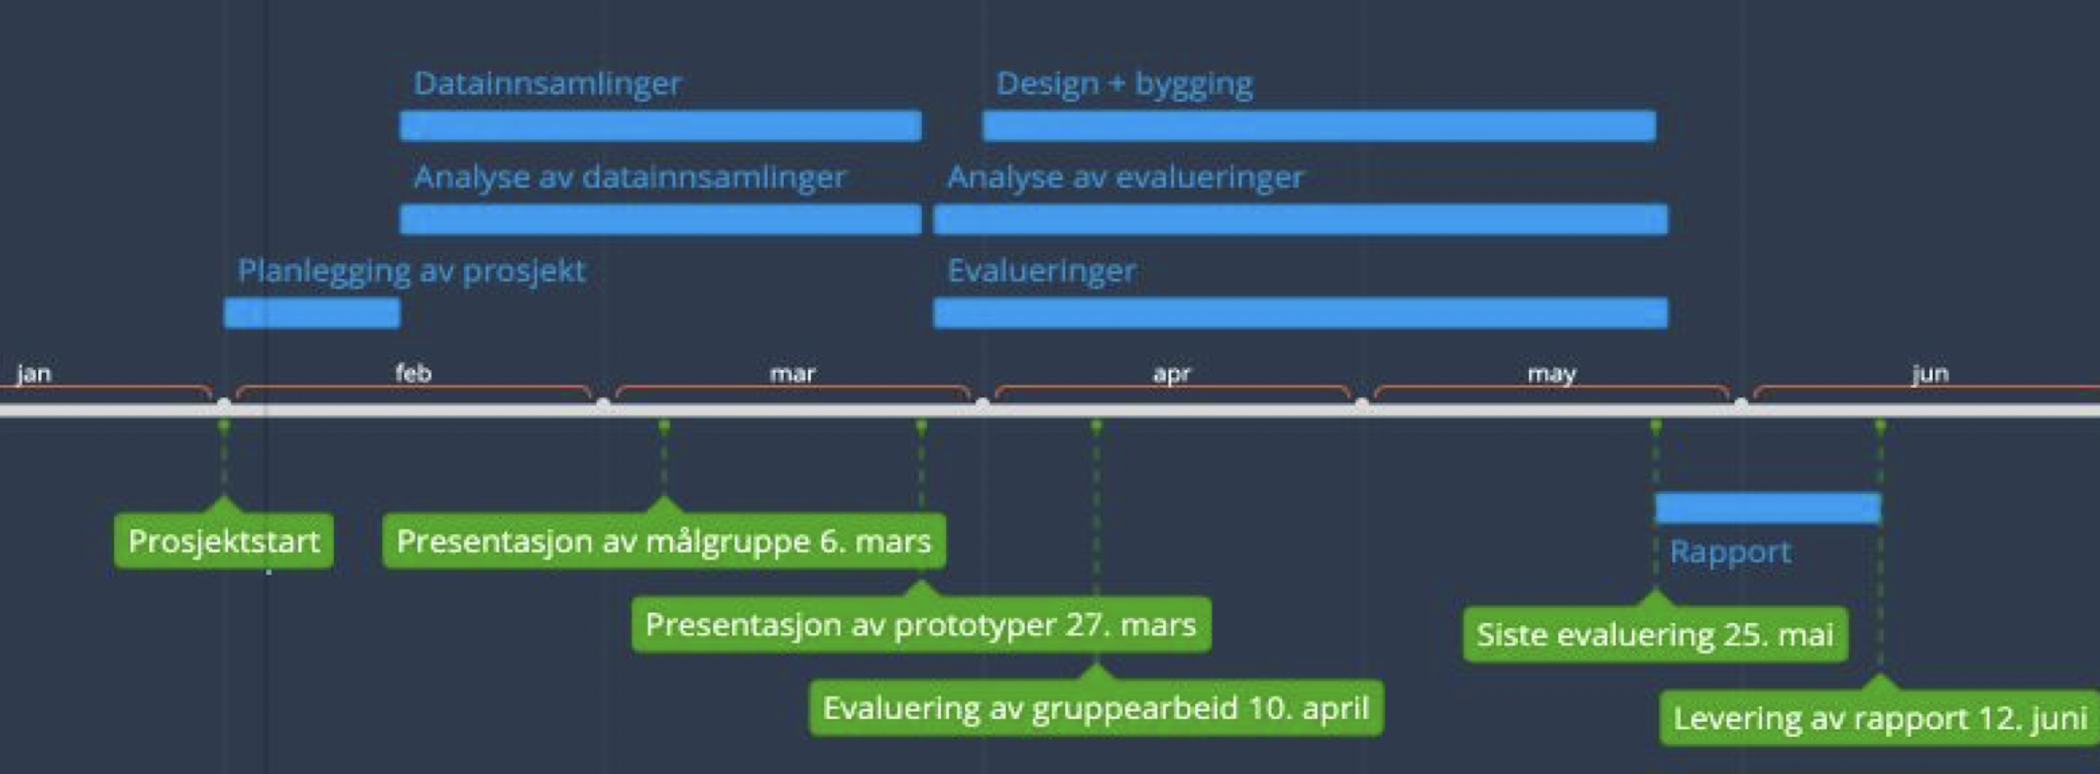 Datainnsamlinger
Design + bygging
Analyse av datainnsamlinger
Analyse av evalueringer
Planlegging av prosjekt
Evalueringer
jan
feb
mar
apr
may
jun
Prosjektstart
Presentasjon av målgruppe 6. mars
Rapport
Presentasjon av prototyper 27. mars
Siste evaluering 25. mai
Evaluering av gruppearbeid 10. april
Levering av rapport 12. juni